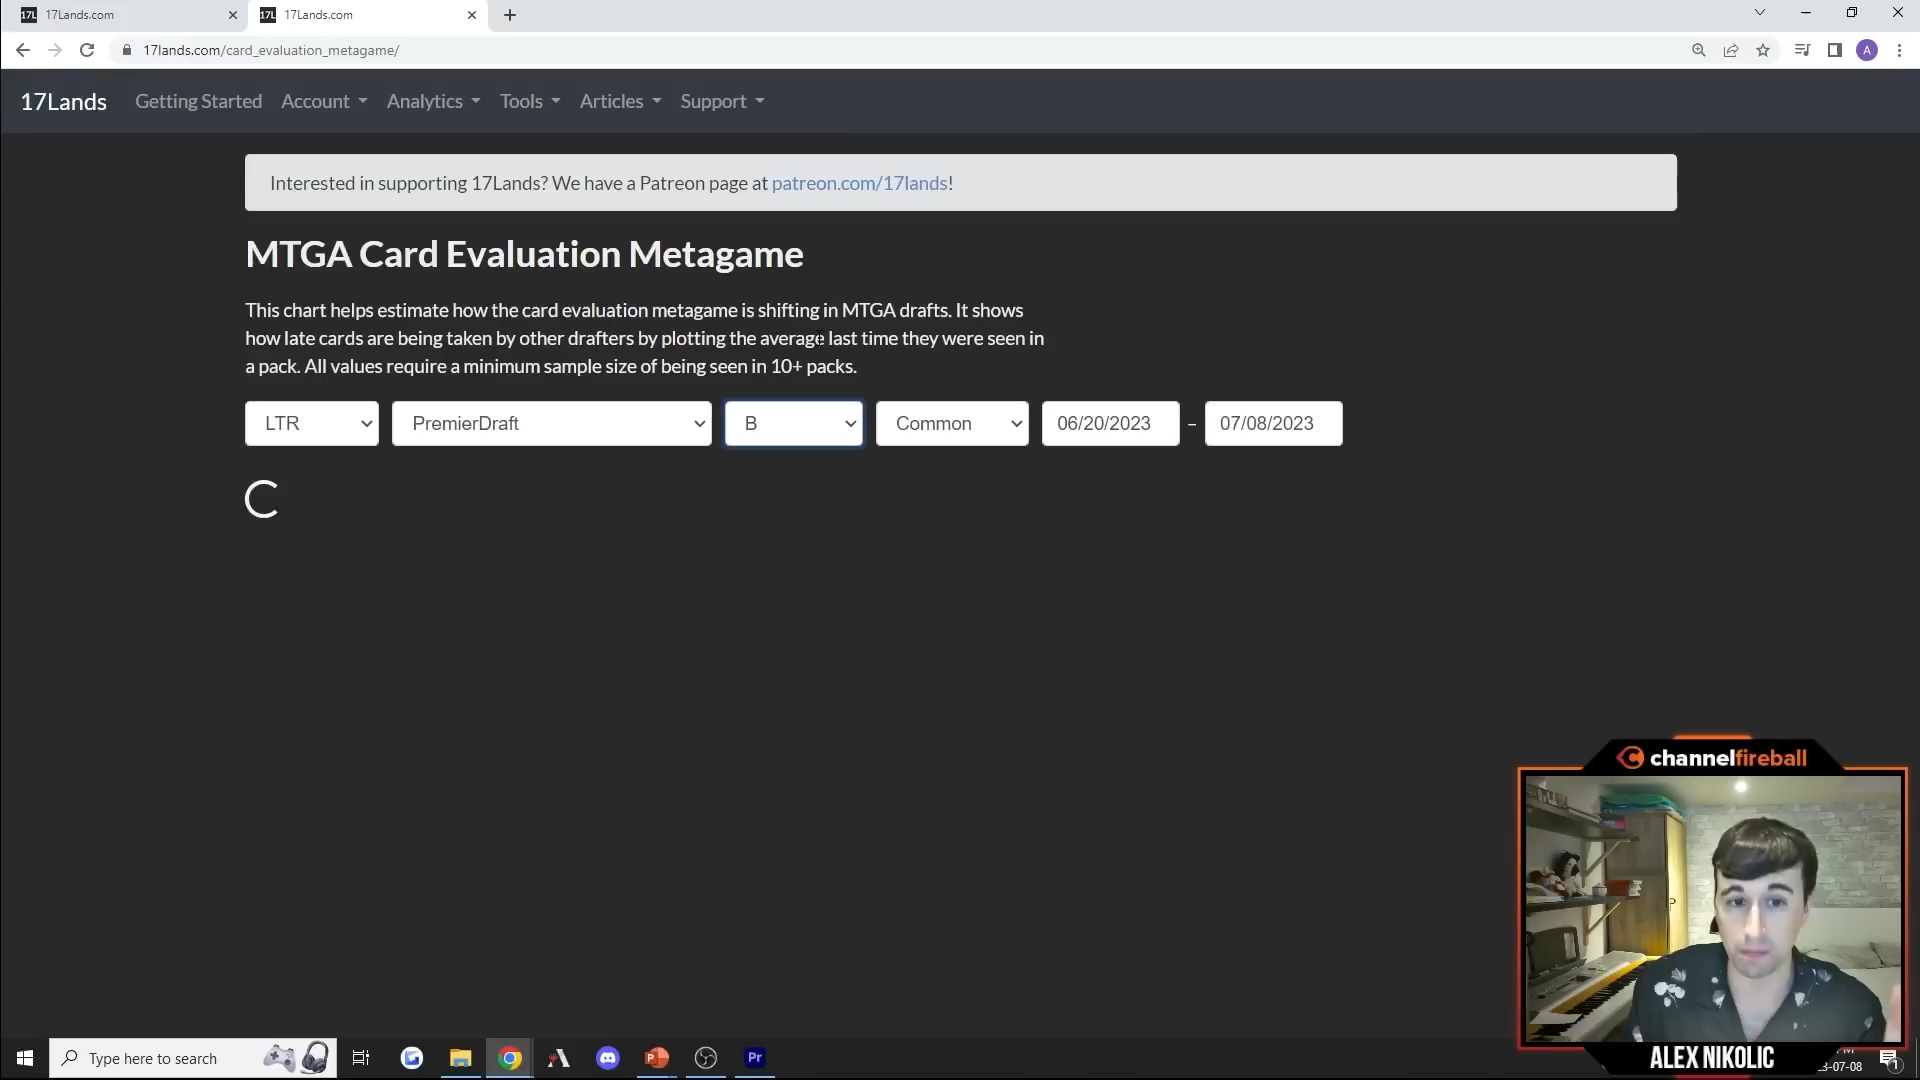 17Lands.com
17Lands.com
17lands.com/card_evaluation_metagame/
A
17Lands Getting Started Account Analytics Tools Articles Support
Interested in supporting 17Lands? We have a Patreon page at patreon.com/17lands!
MTGA Card Evaluation Metagame
This chart helps estimate how the card evaluation metagame is shifting in MTGA drafts. It shows
how late cards are being taken by other drafters by plotting the average last time they were seen in
a pack. All values require a minimum sample size of being seen in 10+ packs.
LTR PremierDraft B Common 06/20/2023 – 07/08/2023
channelfireball
ALEX NIKOLIC
Type here to search
Pr
3-07-08
1